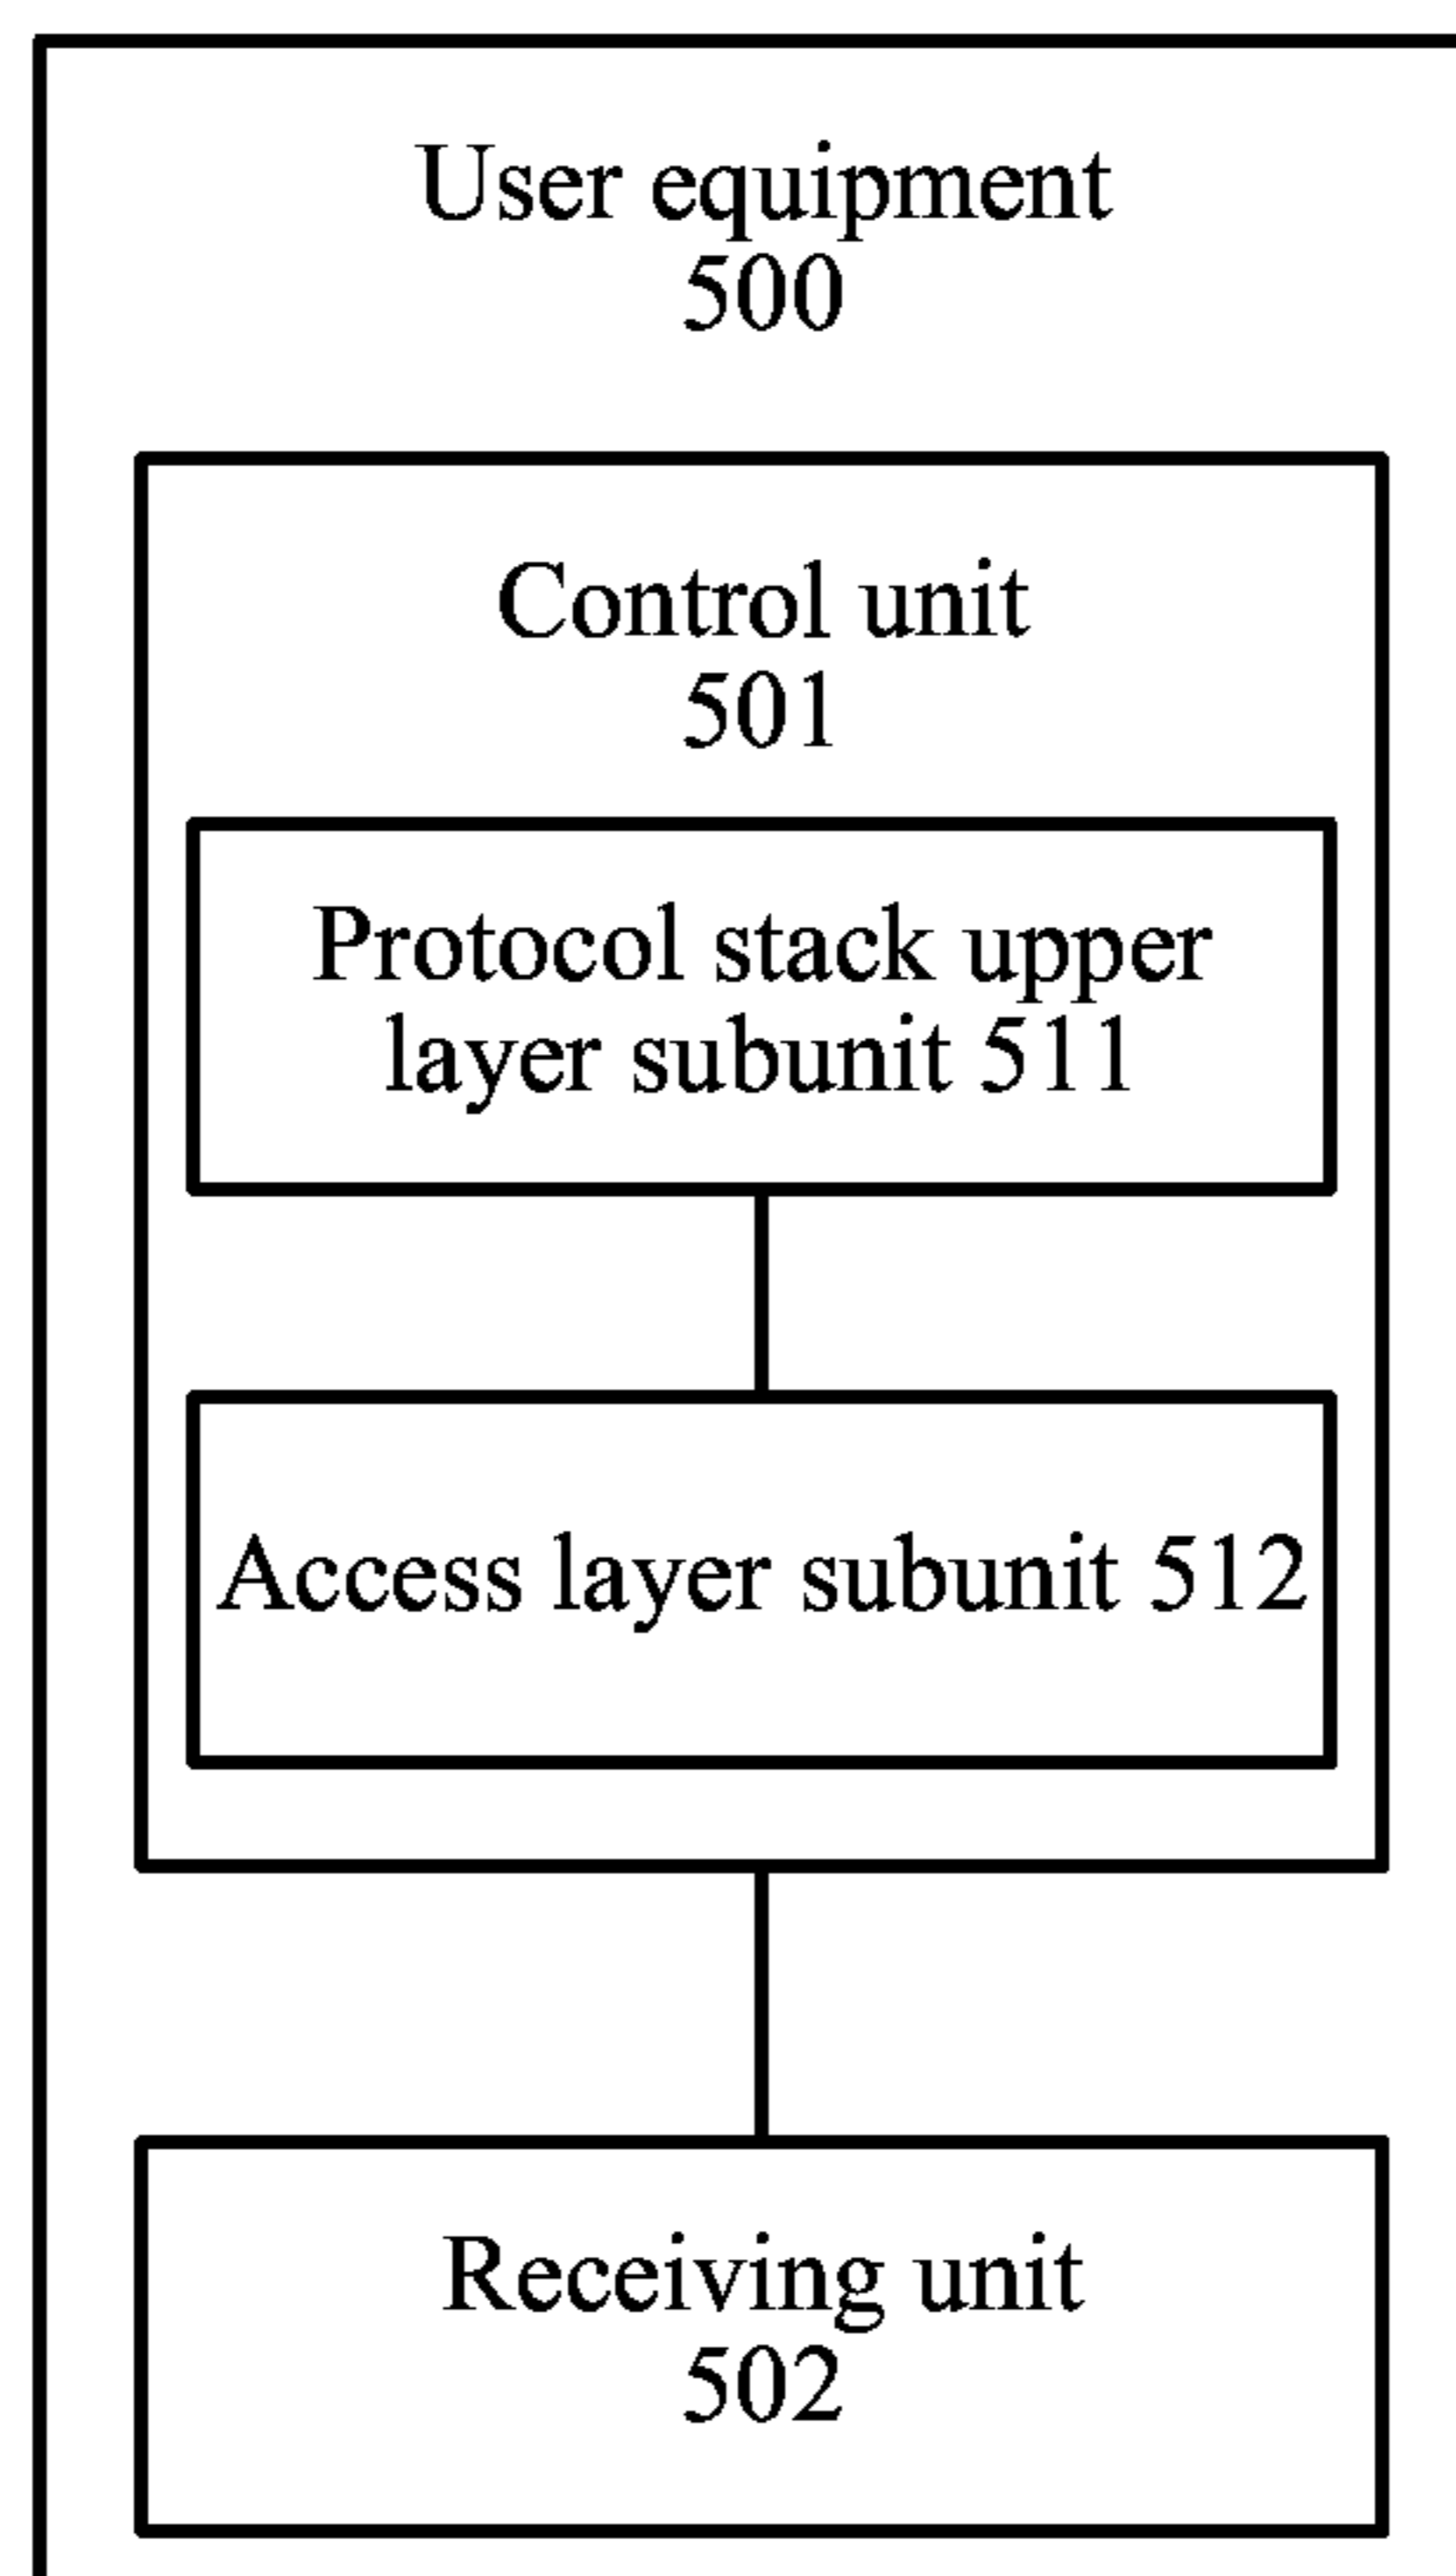 User equipment
500
Control unit
501
Protocol stack upper
layer subunit 511
Access layer subunit 512
Receiving unit
502